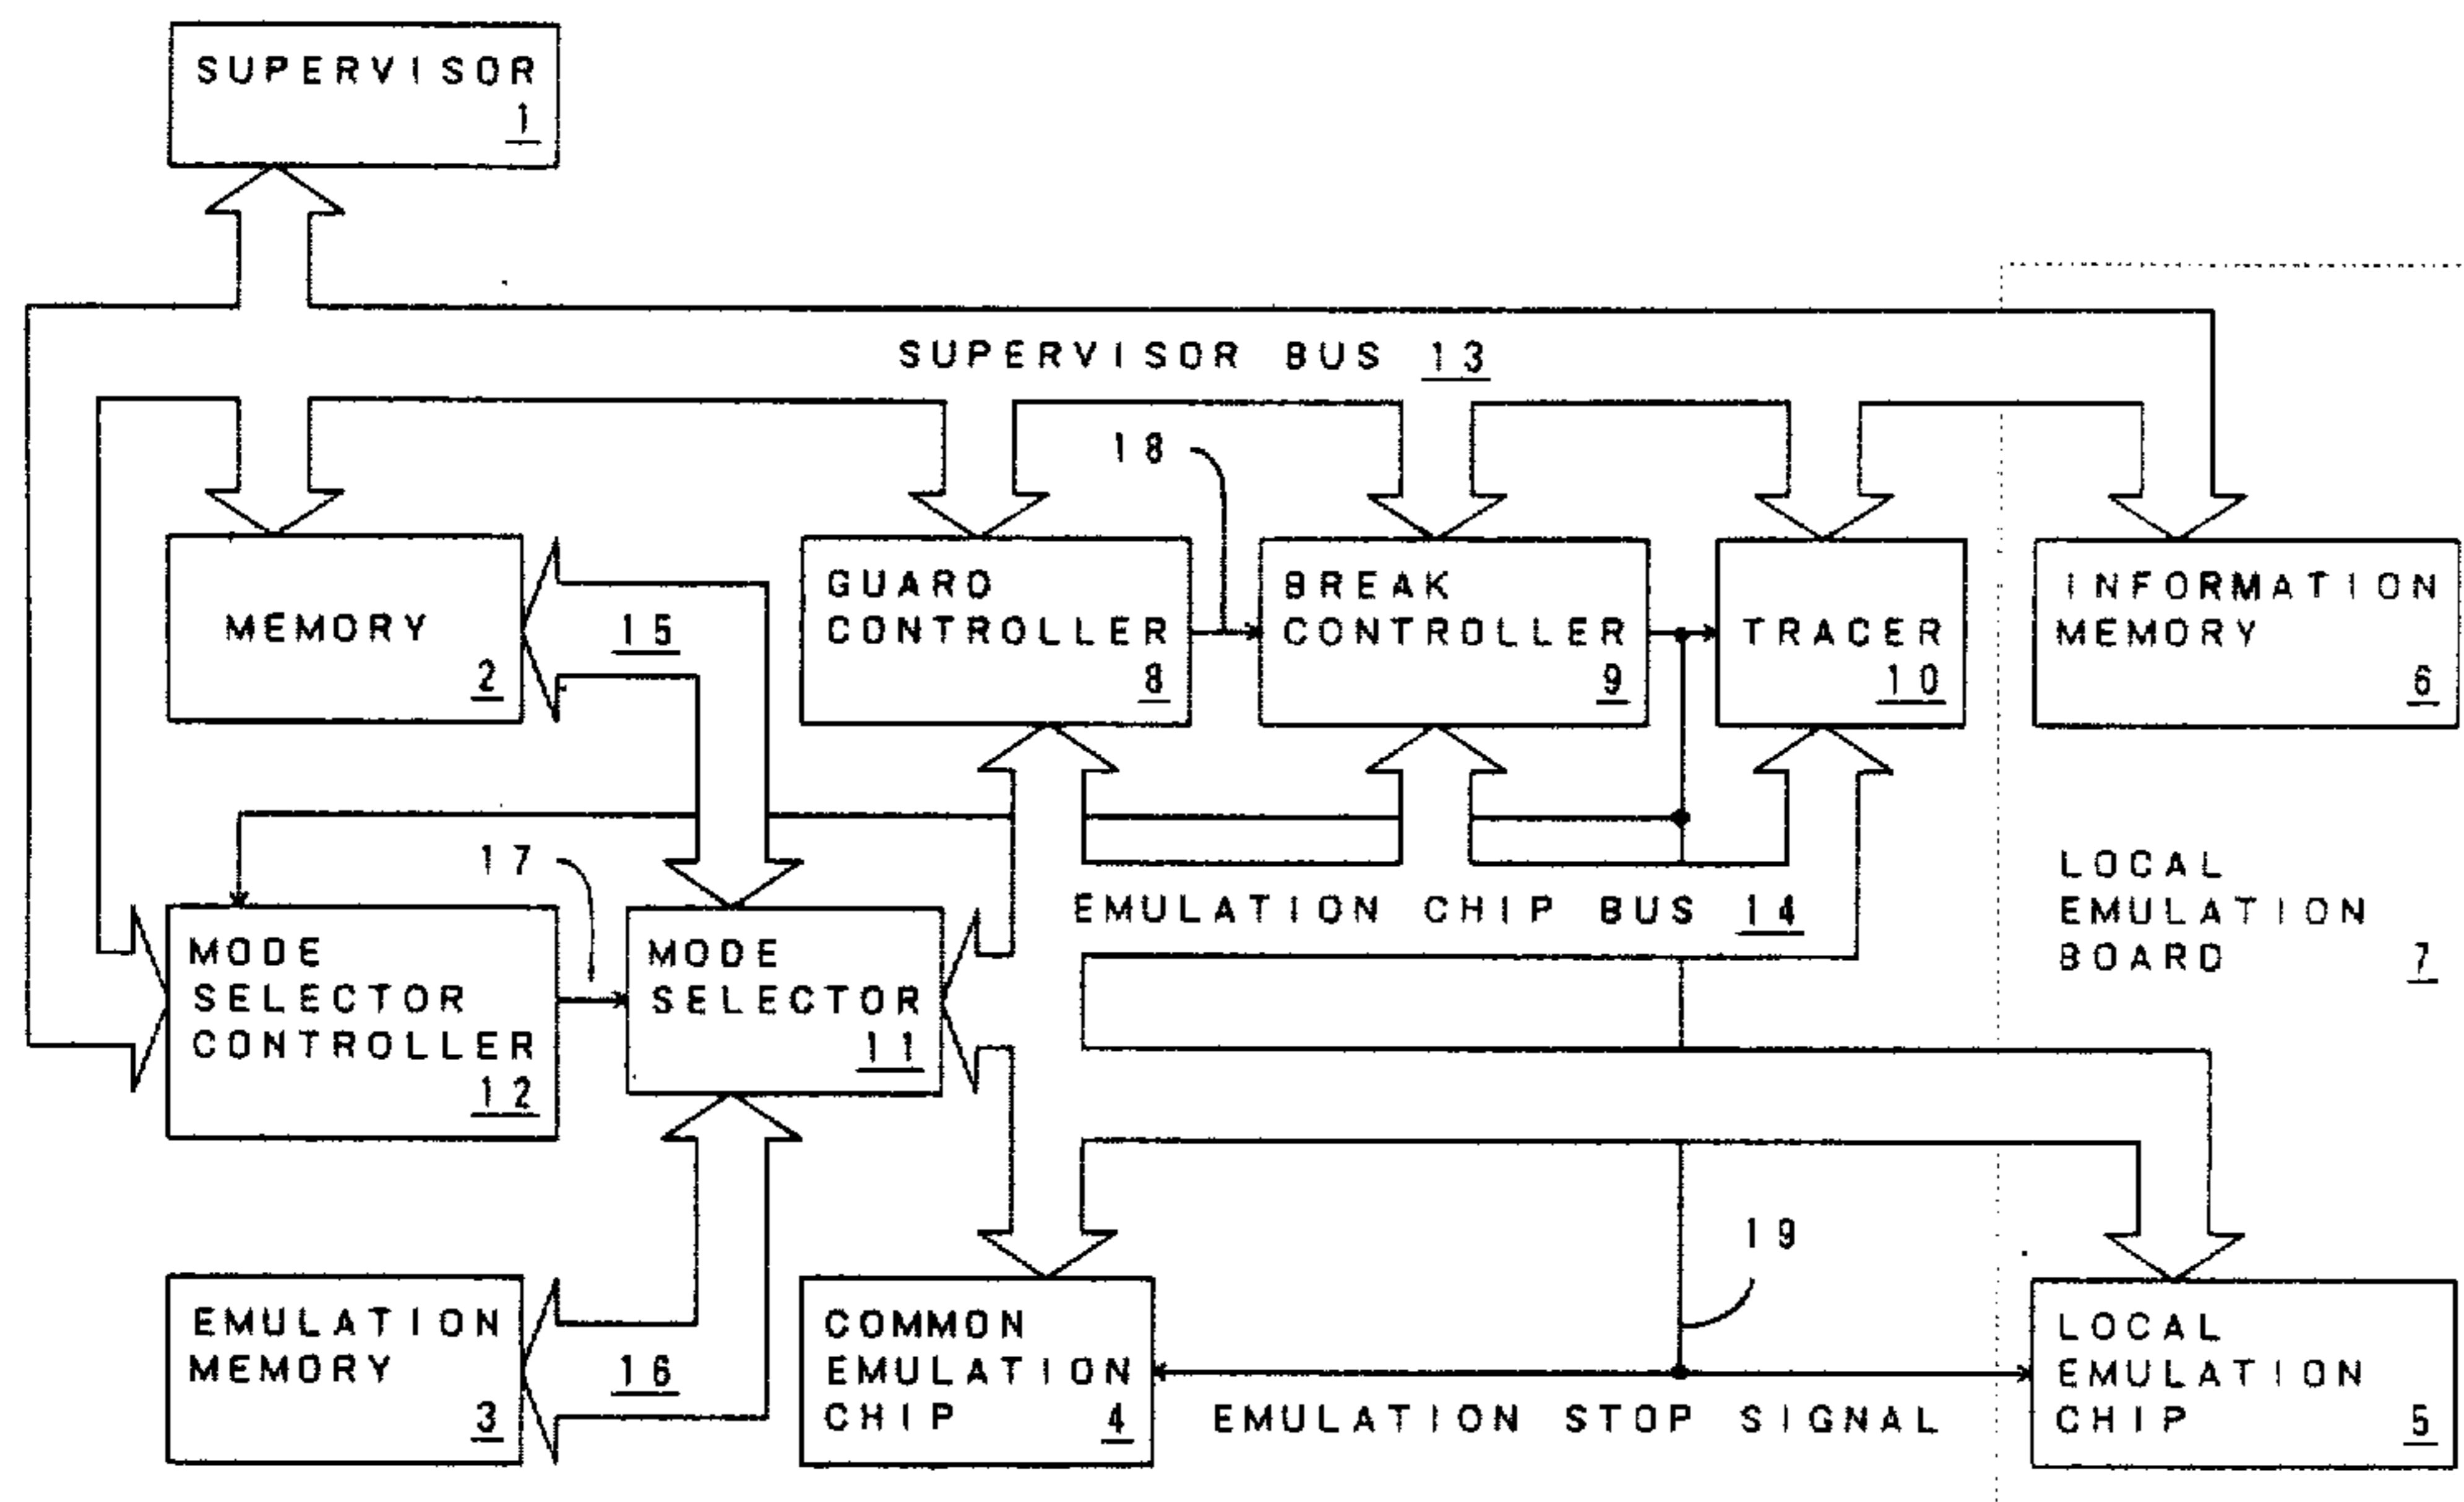 SUPERVISOR
1
SUPERVISOR BUS 13
18
MEMORY
2
15
GUARD
CONTROLLER
8
BREAK
CONTROLLER
9
TRACER
10
INFORMATION
MEMORY
6
17
EMULATION CHIP BUS 14
LOCAL
EMULATION
BOARD
7
MODE
SELECTOR
CONTROLLER
12
MODE
SELECTOR
11
19
EMULATION
MEMORY
3
16
COMMON
EMULATION
CHIP
4
EMULATION STOP SIGNAL
LOCAL
EMULATION
CHIP
5